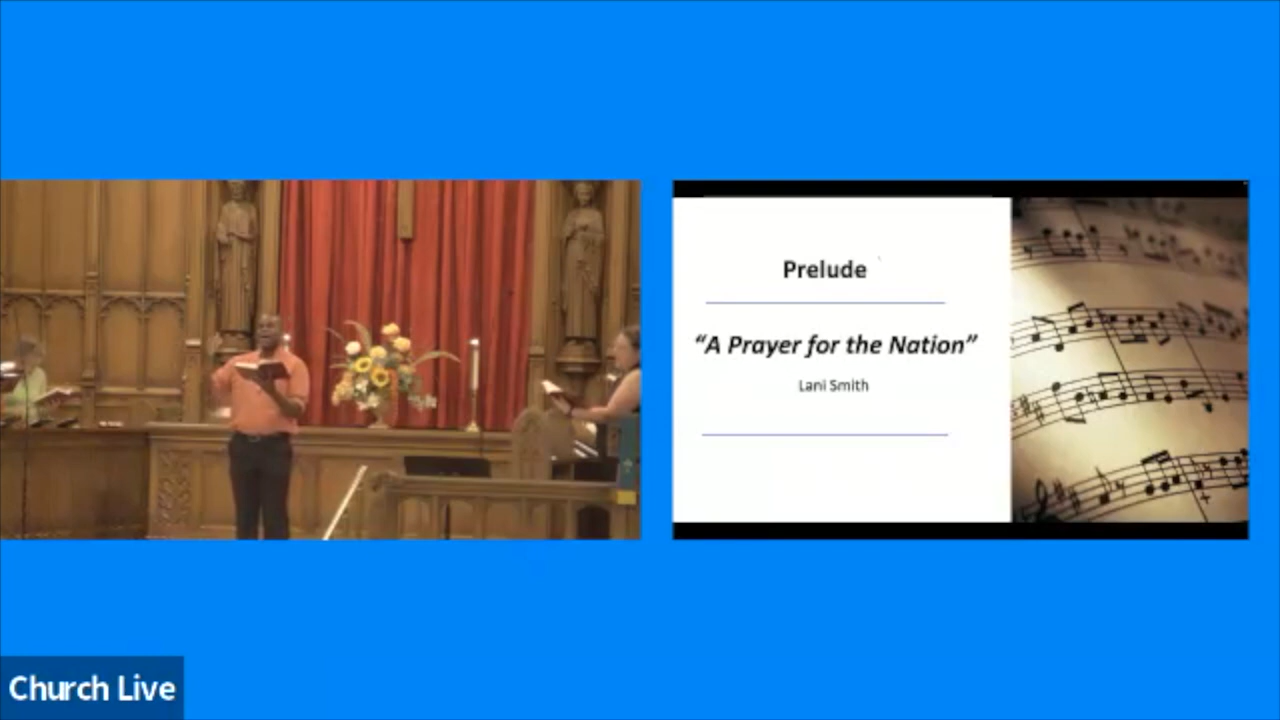 Prelude
“A Prayer for the Nation”
Lani Smith
Church Live